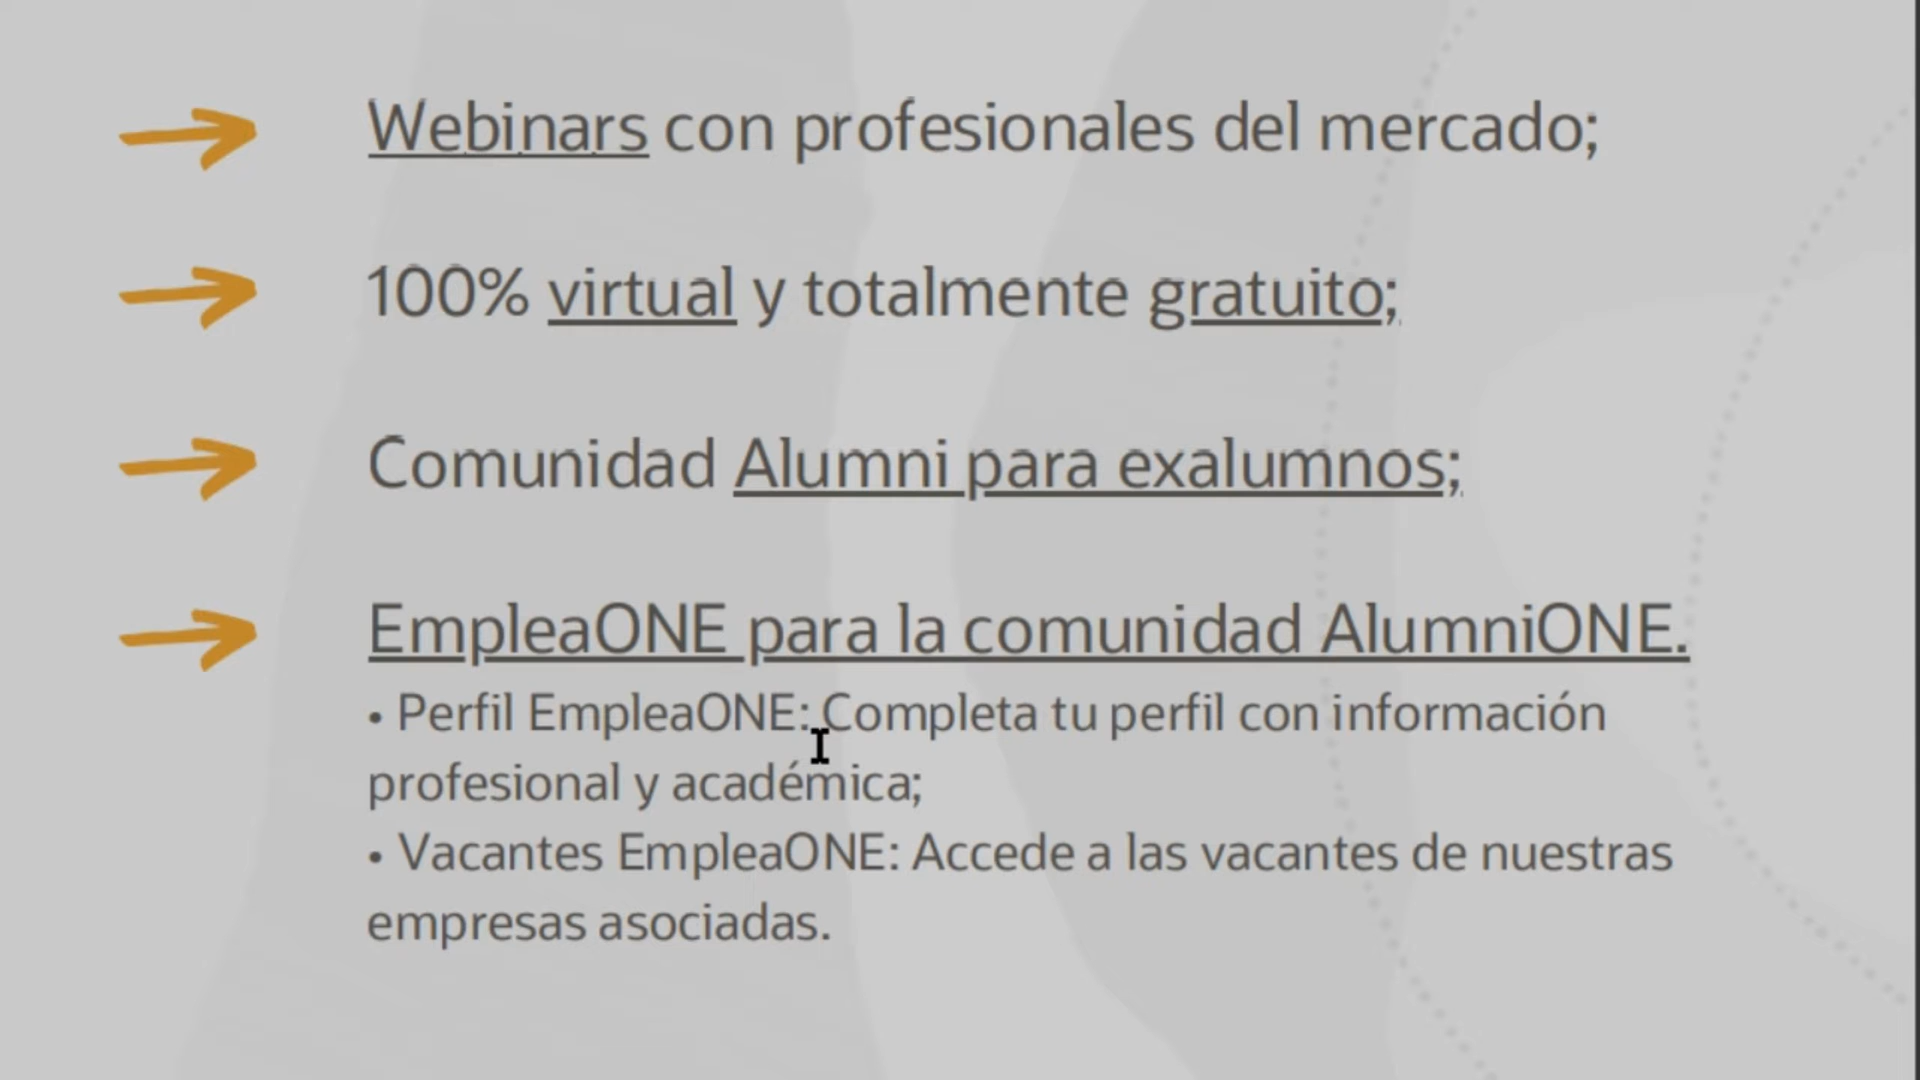 Webinars con profesionales del mercado;
100% virtual y totalmente gratuito;
Comunidad Alumni para exalumnos;
EmpleaONE para la comunidad AlumniONE.
• Perfil EmpleaONE: Completa tu perfil con información
profesional y académica;
• Vacantes EmpleaONE: Accede a las vacantes de nuestras
empresas asociadas.